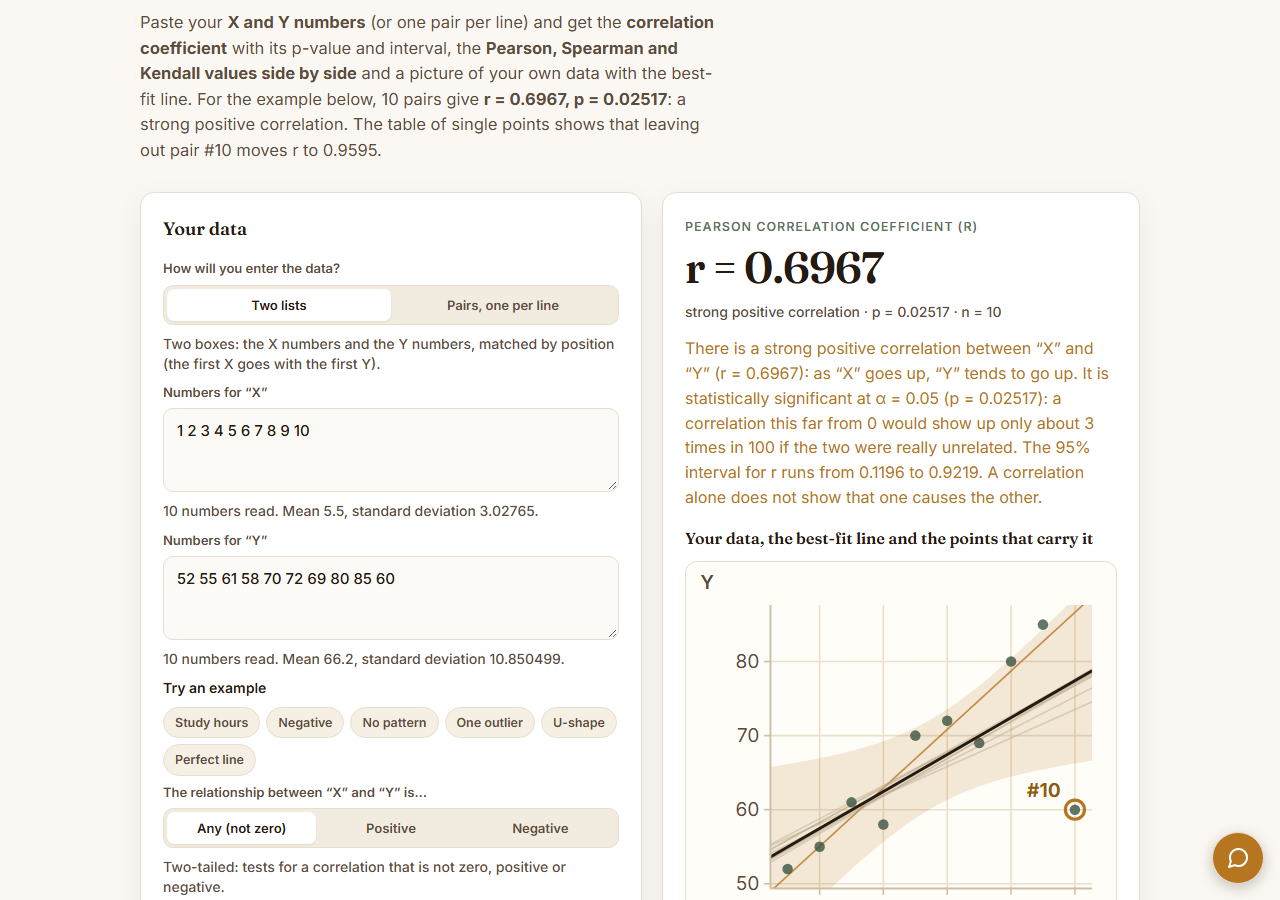 Paste your X and Y numbers (or one pair per line) and get the correlation
coefficient with its p-value and interval, the Pearson, Spearman and
Kendall values side by side and a picture of your own data with the best-
fit line. For the example below, 10 pairs give r = 0.6967, p = 0.02517: a
strong positive correlation. The table of single points shows that leaving
out pair #10 moves r to 0.9595.
Your data
How will you enter the data?
Two lists
Pairs, one per line
Two boxes: the X numbers and the Y numbers, matched by position
(the first X goes with the first Y).
Numbers for “X”
1 2 3 4 5 6 7 8 9 10
10 numbers read. Mean 5.5, standard deviation 3.02765.
Numbers for “Y”
52 55 61 58 70 72 69 80 85 60
10 numbers read. Mean 66.2, standard deviation 10.850499.
Try an example
Study hours
Negative
No pattern
One outlier
U-shape
Perfect line
The relationship between “X” and “Y” is...
Any (not zero)
Positive
Negative
Two-tailed: tests for a correlation that is not zero, positive or
negative.
PEARSON CORRELATION COEFFICIENT (R)
r = 0.6967
strong positive correlation · p = 0.02517 · n = 10
There is a strong positive correlation between “X” and
“Y” (r = 0.6967): as “X” goes up, “Y” tends to go up. It is
statistically significant at α = 0.05 (p = 0.02517): a
correlation this far from 0 would show up only about 3
times in 100 if the two were really unrelated. The 95%
interval for r runs from 0.1196 to 0.9219. A correlation
alone does not show that one causes the other.
Your data, the best-fit line and the points that carry it
Y
80
70
60
50
#10